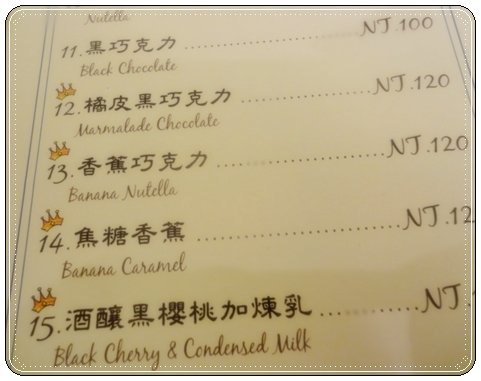 Nutella
11.黑巧克力 ............ NT.100
Black Chocolate
12.橘皮黑巧克力 ............ NT.120
Marmalade Chocolate
13.香蕉巧克力 ............ NT.120
Banana Nutella
14.焦糖香蕉 ............ NT.12
Banana Caramel
15.酒釀黑櫻桃加煉乳 ............ NT.
Black Cherry & Condensed Milk